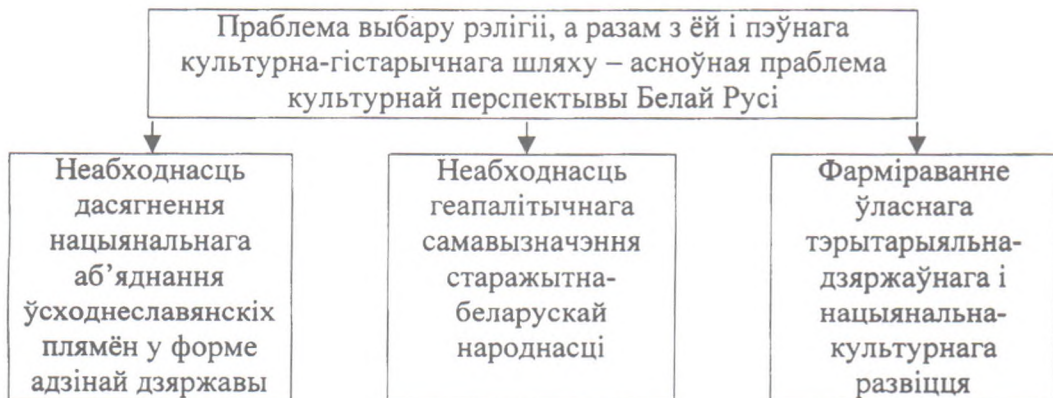 Праблема выбару рэлігіі, а разам з ёй і пэўнага
культурна-гістарычнага шляху – асноўная праблема
культурнай перспектывы Белай Русі
Неабходнасць
дасягнення
нацыянальнага
аб’яднання
ўсходнеславянскіх
плямён у форме
адзінай дзяржавы
Неабходнасць
геапалітычнага
самавызначэння
старажытна-
беларускай
народнасці
Фарміраванне
ўласнага
тэрытарыяльна-
дзяржаўнага і
нацыянальна-
культурнага
развіцця